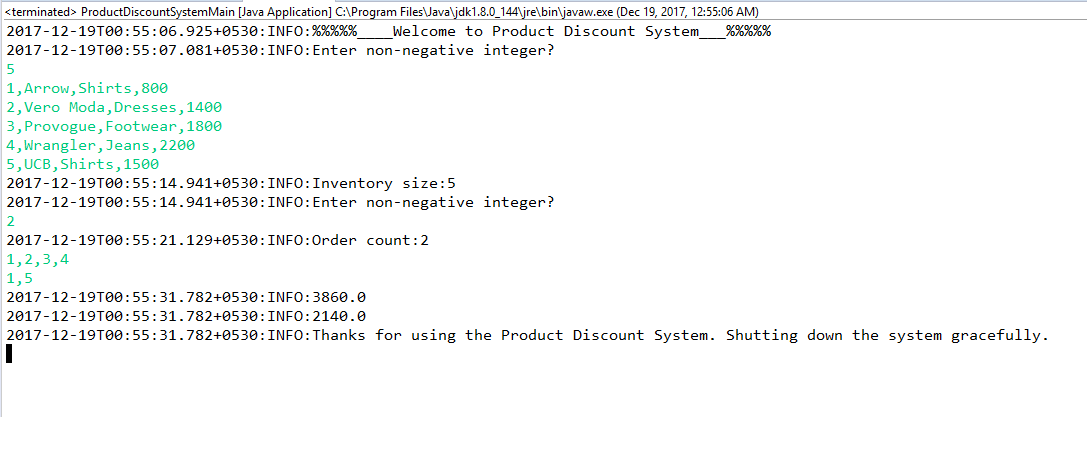 <terminated> ProductDiscountSystemMain [Java Application] C:\Program Files\Java\jdk1.8.0_144\jre\bin\javaw.exe (Dec 19, 2017, 12:55:06 AM)
2017-12-19T00:55:06.925+0530:INFO:%%%%%____Welcome to Product Discount System___%%%%%
2017-12-19T00:55:07.081+0530:INFO:Enter non-negative integer?
5
1,Arrow,Shirts,800
2,Vero Moda,Dresses,1400
3,Provogue,Footwear,1800
4,Wrangler,Jeans,2200
5,UCB,Shirts,1500
2017-12-19T00:55:14.941+0530:INFO:Inventory size:5
2017-12-19T00:55:14.941+0530:INFO:Enter non-negative integer?
2
2017-12-19T00:55:21.129+0530:INFO:Order count:2
1,2,3,4
1,5
2017-12-19T00:55:31.782+0530:INFO:3860.0
2017-12-19T00:55:31.782+0530:INFO:2140.0
2017-12-19T00:55:31.782+0530:INFO:Thanks for using the Product Discount System. Shutting down the system gracefully.